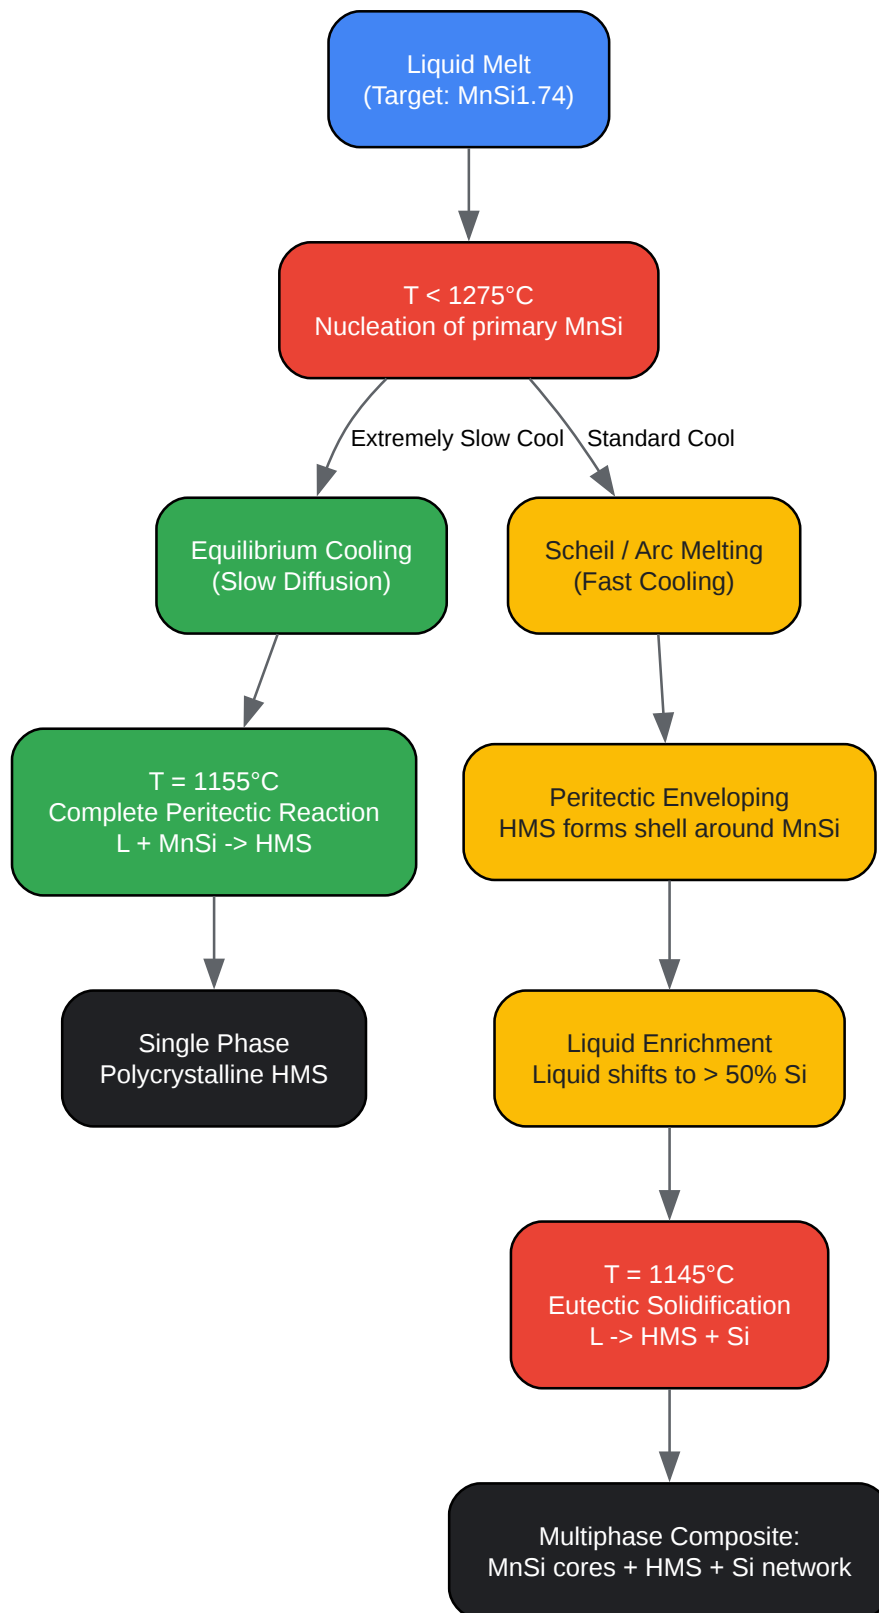 Liquid Melt
(Target: MnSi1.74)
T < 1275°C
Nucleation of primary MnSi
Extremely Slow Cool
Standard Cool
Equilibrium Cooling
(Slow Diffusion)
Scheil / Arc Melting
(Fast Cooling)
T = 1155°C
Complete Peritectic Reaction
L + MnSi -> HMS
Peritectic Enveloping
HMS forms shell around MnSi
Single Phase
Polycrystalline HMS
Liquid Enrichment
Liquid shifts to > 50% Si
T = 1145°C
Eutectic Solidification
L -> HMS + Si
Multiphase Composite:
MnSi cores + HMS + Si network